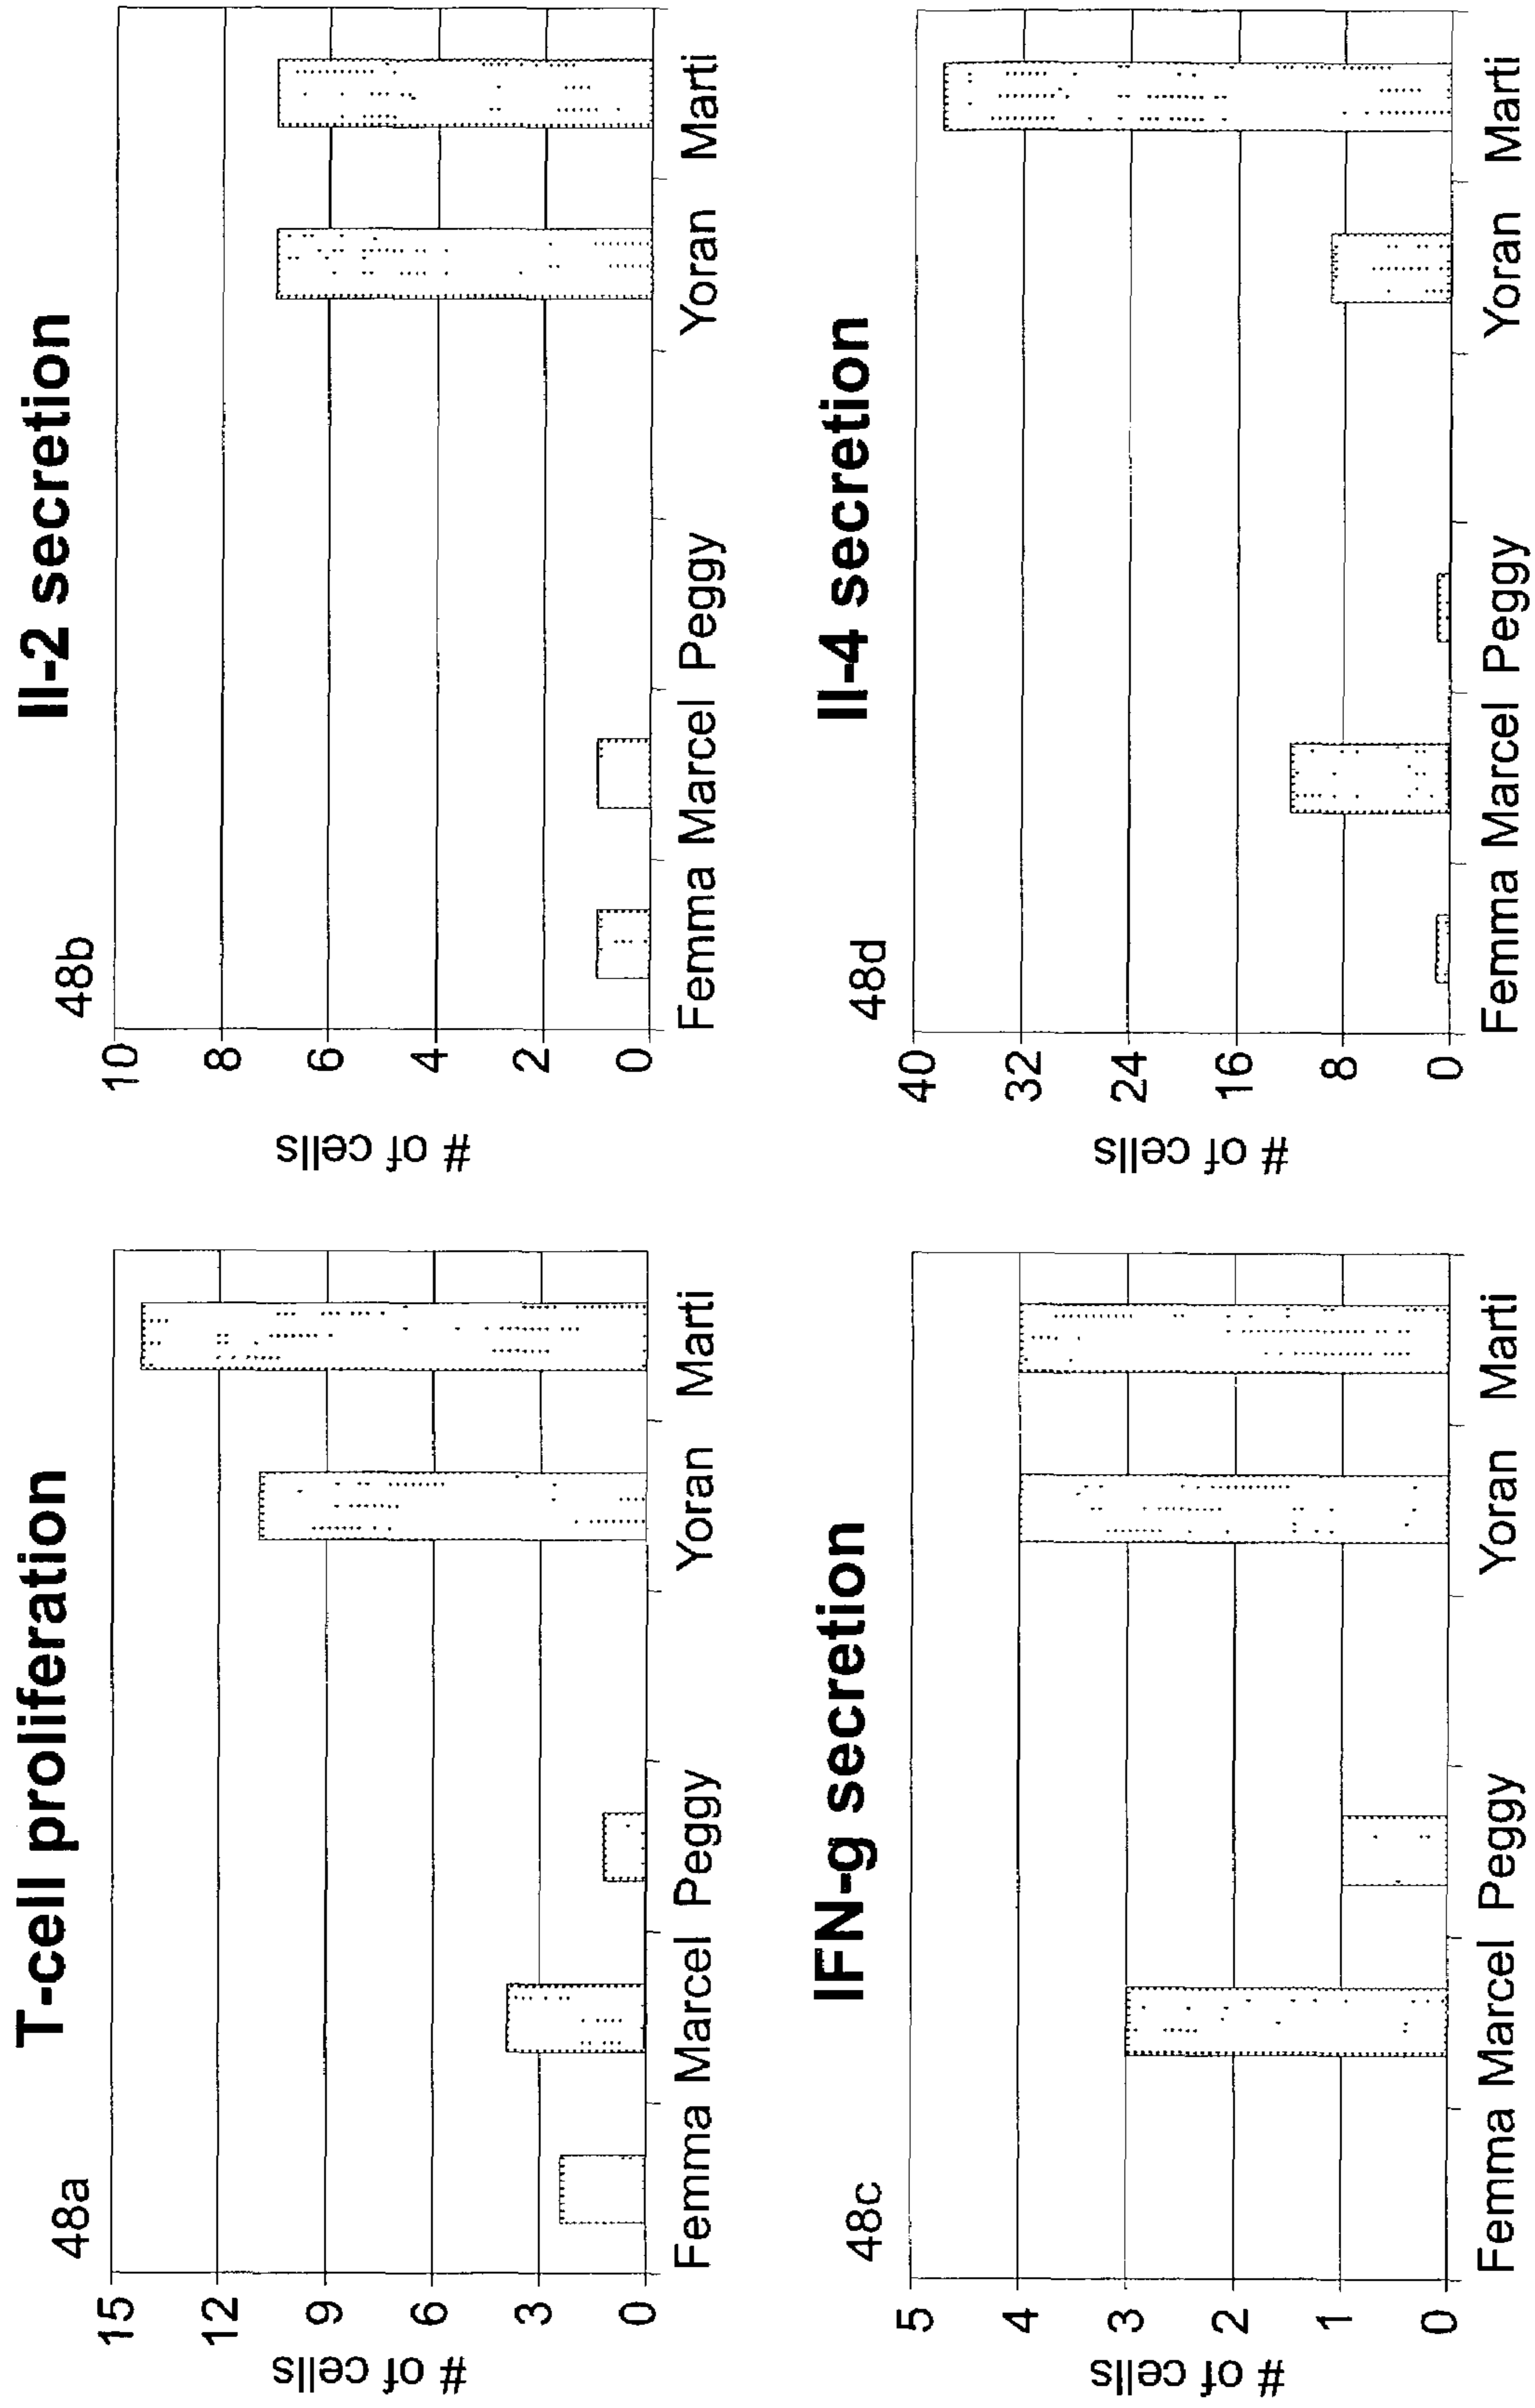 48a
T-cell proliferation
# of cells
15
12
9
6
3
0
Femma Marcel Peggy Yoran Marti
48b
Il-2 secretion
# of cells
10
8
6
4
2
0
Femma Marcel Peggy Yoran Marti
48c
IFN-g secretion
# of cells
5
4
3
2
1
0
Femma Marcel Peggy Yoran Marti
48d
Il-4 secretion
# of cells
40
32
24
16
8
0
Femma Marcel Peggy Yoran Marti